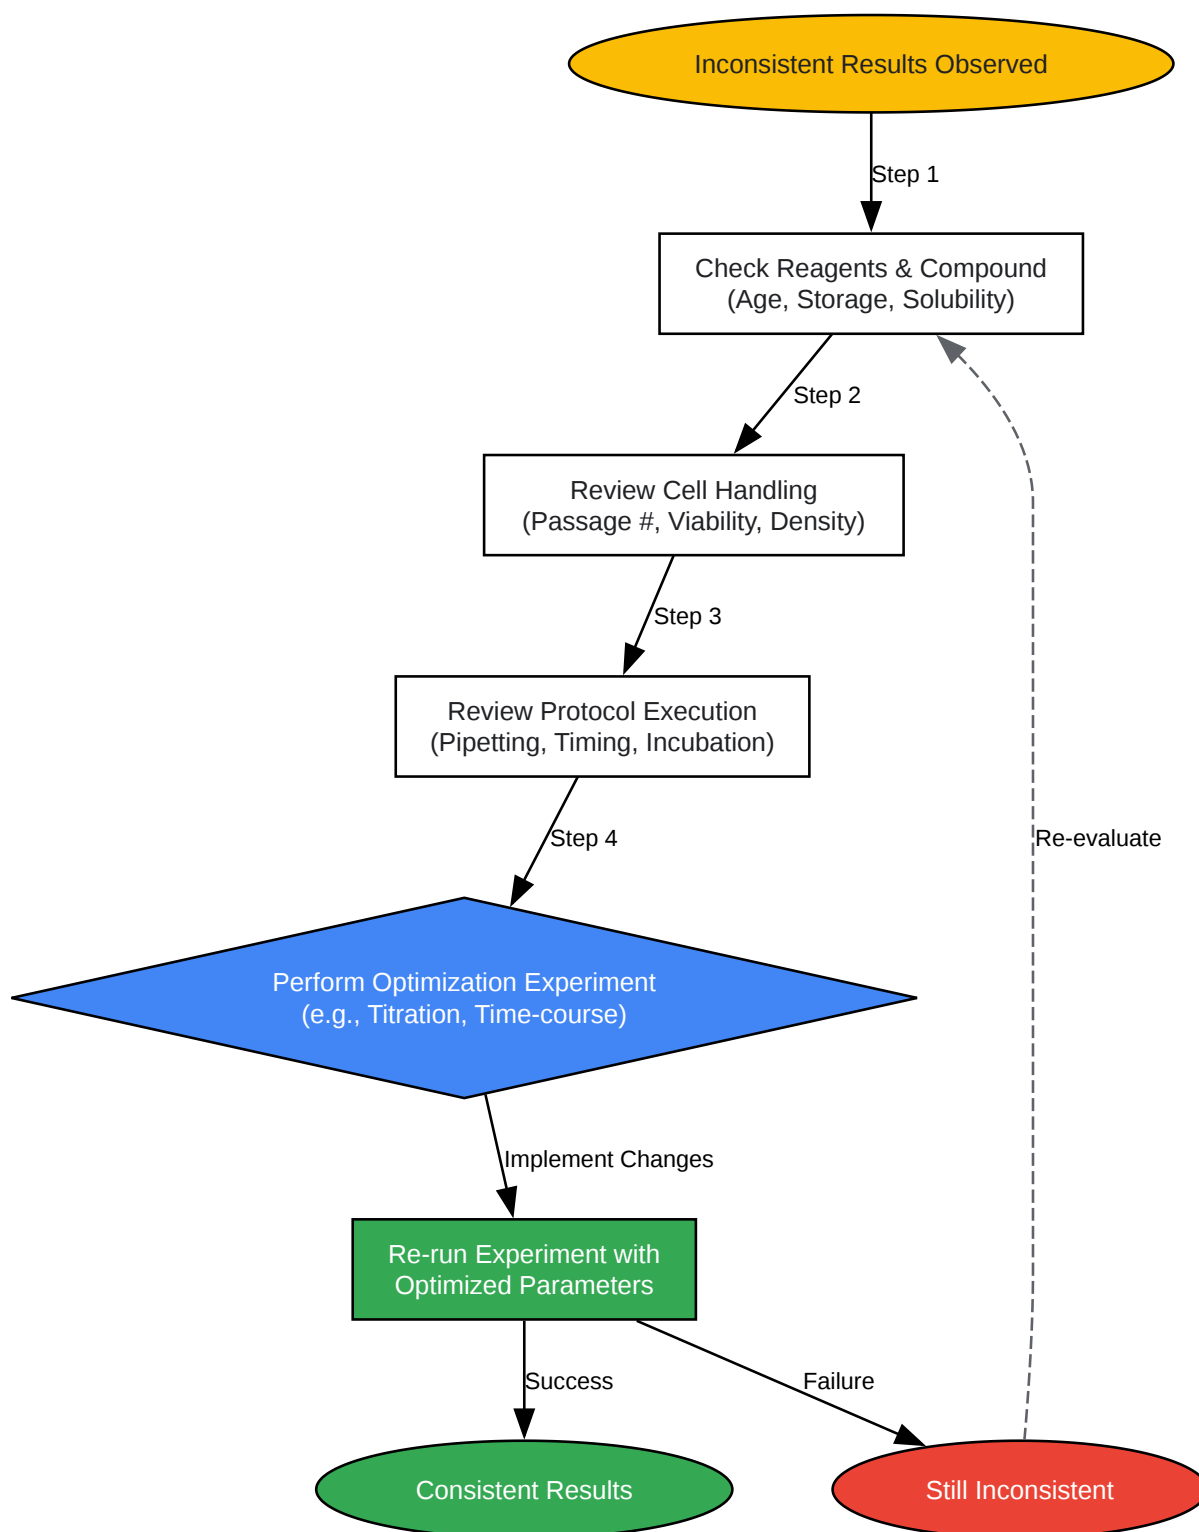 Inconsistent Results Observed
Step 1
Check Reagents & Compound
(Age, Storage, Solubility)
Step 2
Review Cell Handling
(Passage #, Viability, Density)
Step 3
Review Protocol Execution
(Pipetting, Timing, Incubation)
Step 4
Re-evaluate
Perform Optimization Experiment
(e.g., Titration, Time-course)
Implement Changes
Re-run Experiment with
Optimized Parameters
Success
Failure
Consistent Results
Still Inconsistent